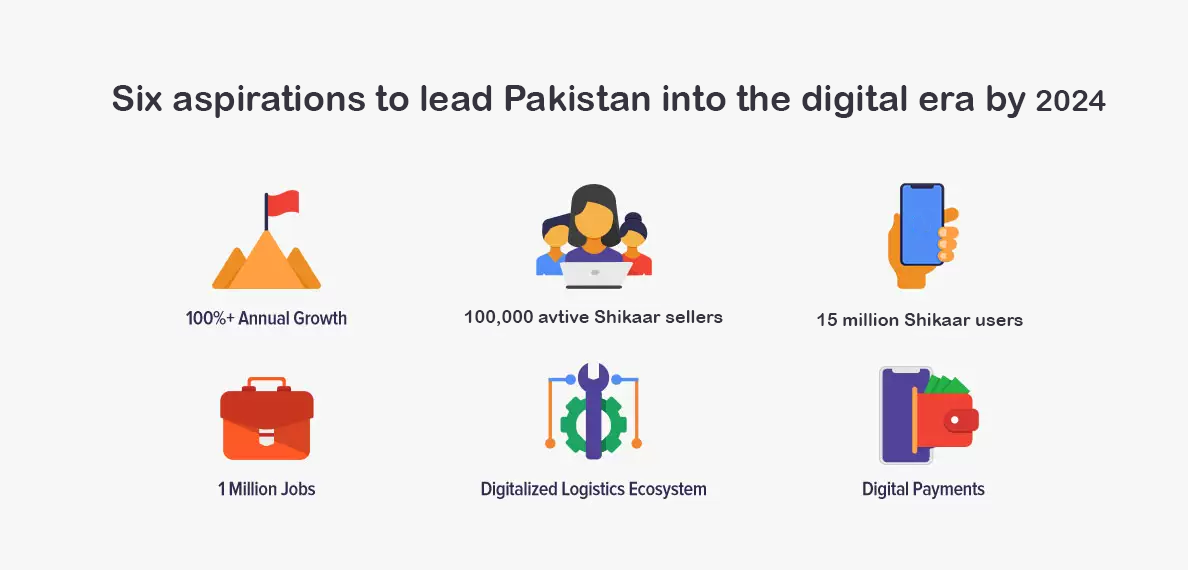 Six aspirations to lead Pakistan into the digital era by 2024
100%+ Annual Growth
100,000 avtive Shikaar sellers
15 million Shikaar users
1 Million Jobs
Digitalized Logistics Ecosystem
Digital Payments